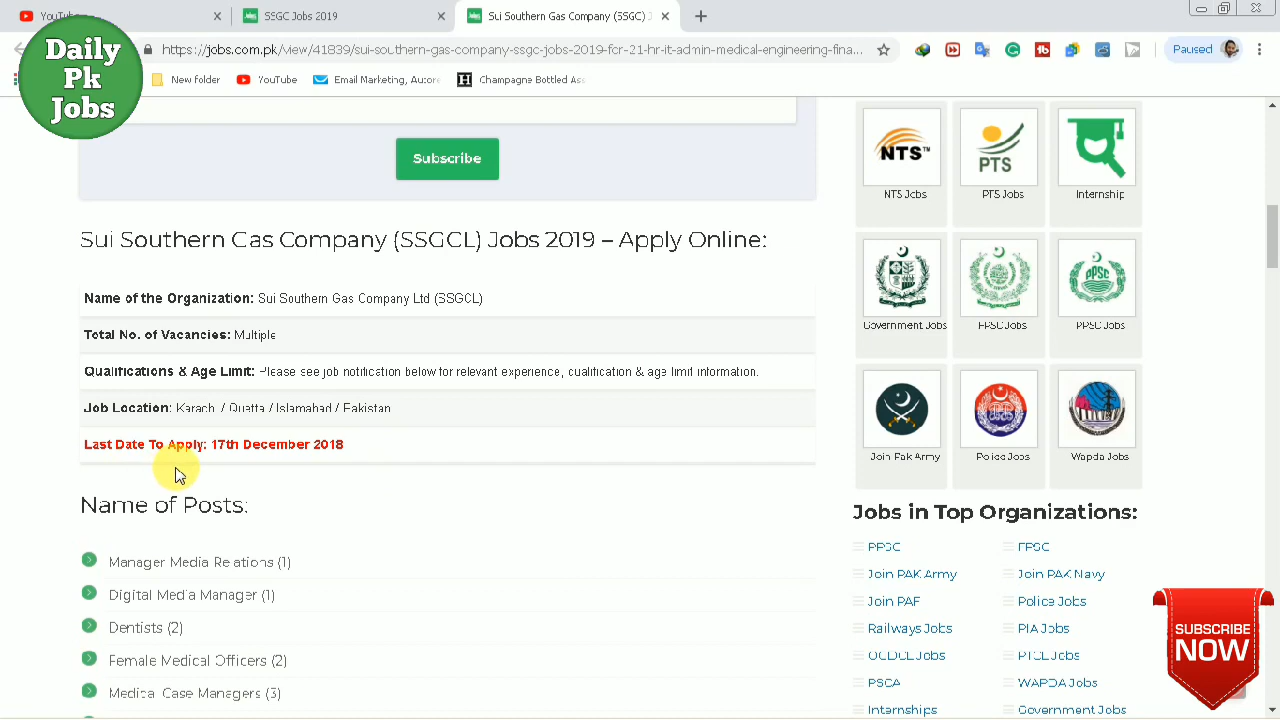 YouTube
SSGC Jobs 2019
Sui Southern Gas Company (SSGC)
Daily
Pk
Jobs
https://jobs.com.pk/view/41839/sui-southern-gas-company-ssgc-jobs-2019-for-21-hr-it-admin-medical-engineering-fina...
Paused
New folder
YouTube
Email Marketing, Autom
Champagne Bottled
Subscribe
NTS™
PTS
NTS Jobs
PTS Jobs
Internship
Sui Southern Gas Company (SSGCL) Jobs 2019 – Apply Online:
Name of the Organization: Sui Southern Gas Company Ltd (SSGCL)
Total No. of Vacancies: Multiple
Qualifications & Age Limit: Please see job notification below for relevant experience, qualification & age limit information.
Job Location: Karachi / Quetta / Islamabad / Pakistan
Last Date To Apply: 17th December 2018
Government Jobs
FPSC Jobs
PPSC Jobs
Join Pak Army
Police Jobs
Wapda Jobs
Name of Posts:
Manager Media Relations (1)
Digital Media Manager (1)
Dentists (2)
Female Medical Officers
Medical Case Managers (3)
Jobs in Top Organizations:
PPSC
FPSC
Join PAK Army
Join PAK Navy
Join PAF
Police Jobs
Railways Jobs
PIA Jobs
OGDCL Jobs
PTCL Jobs
PSCA
WAPDA Jobs
Internships
Government Jobs
SUBSCRIBE
NOW